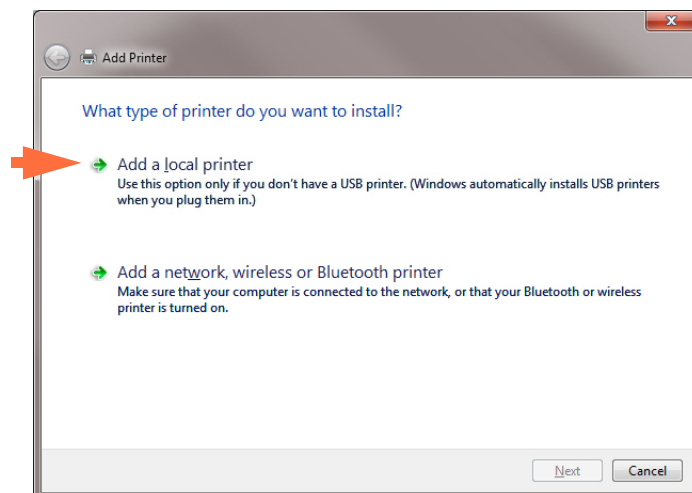 Add Printer
What type of printer do you want to install?
Add a local printer
Use this option only if you don't have a USB printer. (Windows automatically installs USB printers
when you plug them in.)
Add a network, wireless or Bluetooth printer
Make sure that your computer is connected to the network, or that your Bluetooth or wireless
printer is turned on.
Next
Cancel